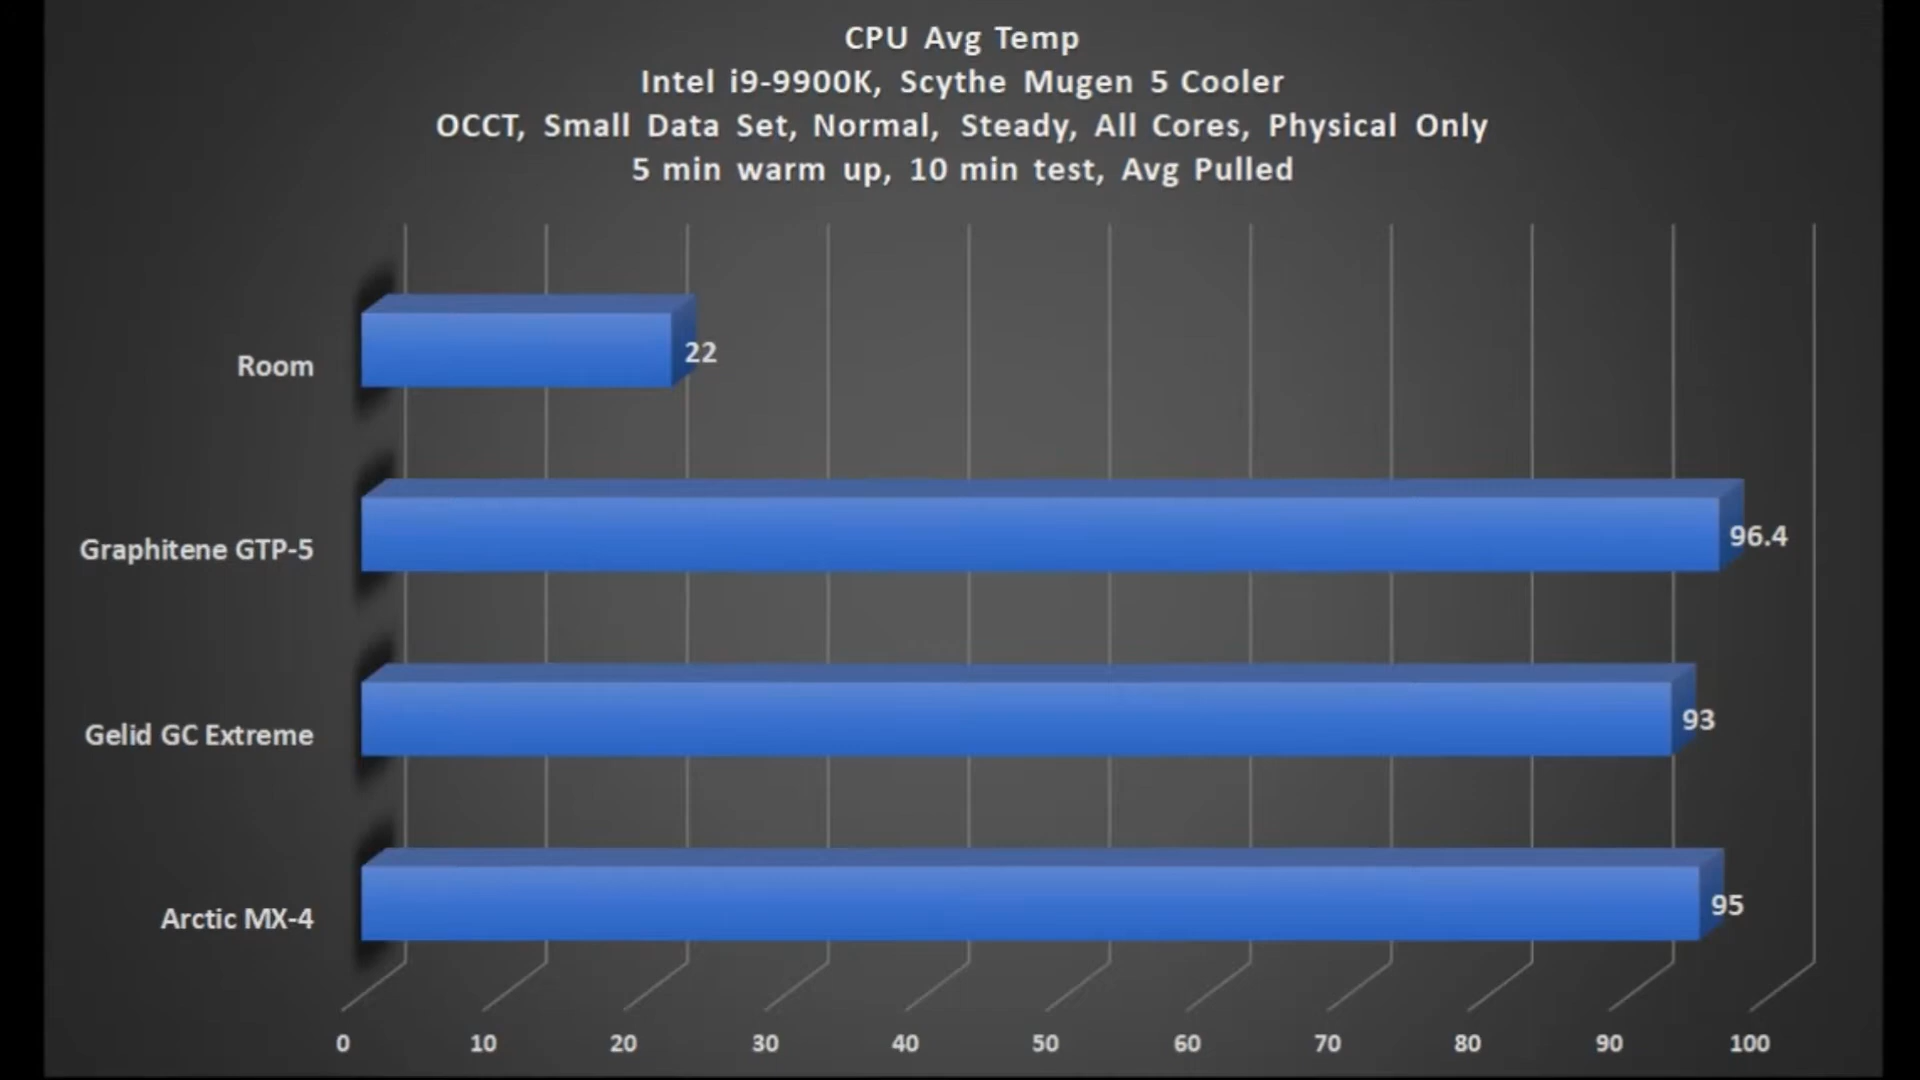 CPU Avg Temp
Intel i9-9900K, Scythe Mugen 5 Cooler
OCCT, Small Data Set, Normal, Steady, All Cores, Physical Only
5 min warm up, 10 min test, Avg Pulled
Room
22
Graphitene GTP-5
96.4
Gelid GC Extreme
93
Arctic MX-4
95
0 10 20 30 40 50 60 70 80 90 100